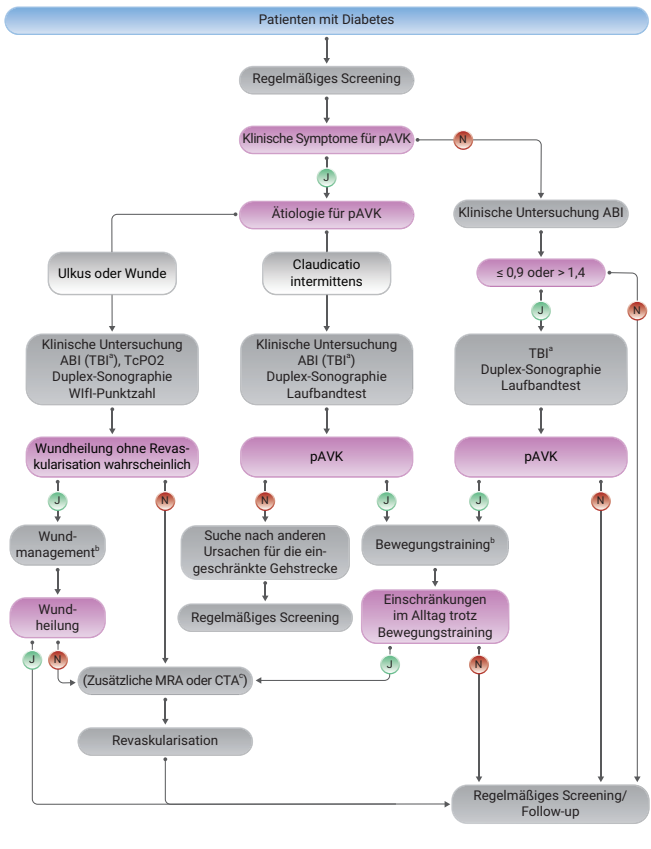 Patienten mit Diabetes
Regelmäßiges Screening
Klinische Symptome für pAVK
N
J
Ätiologie für pAVK
Klinische Untersuchung ABI
Ulkus oder Wunde
Claudicatio
intermittens
≤ 0,9 oder > 1,4
J
N
Klinische Untersuchung
ABI (TBIᵃ), TcPO2
Duplex-Sonographie
WIfI-Punktzahl
Klinische Untersuchung
ABI (TBIᵃ)
Duplex-Sonographie
Laufbandtest
TBIᵃ
Duplex-Sonographie
Laufbandtest
Wundheilung ohne Revas-
kularisation wahrscheinlich
pAVK
pAVK
J
N
N
J
J
N
Wund-
managementᵇ
Suche nach anderen
Ursachen für die ein-
geschränkte Gehstrecke
Bewegungstrainingᵇ
Wund-
heilung
Regelmäßiges Screening
Einschränkungen
im Alltag trotz
Bewegungstraining
J
N
J
N
(Zusätzliche MRA oder CTAᶜ)
Revaskularisation
Regelmäßiges Screening/
Follow-up